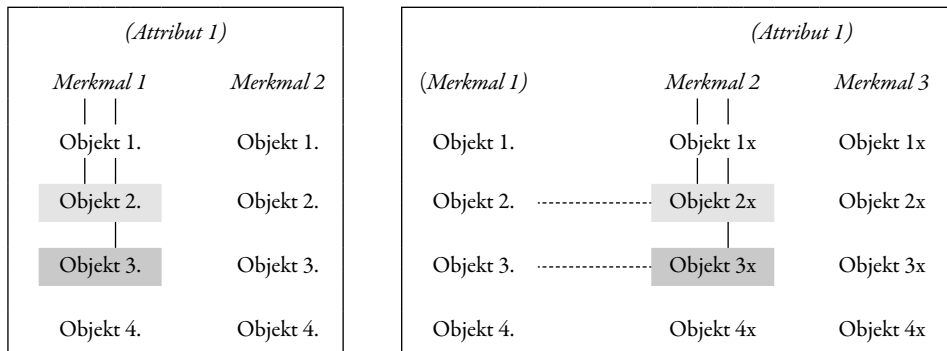 (Attribut 1)
Merkmal 1 Merkmal 2
Objekt 1. Objekt 1.
Objekt 2. Objekt 2.
Objekt 3. Objekt 3.
Objekt 4. Objekt 4.
(Attribut 1)
(Merkmal 1) Merkmal 2 Merkmal 3
Objekt 1. Objekt 1x Objekt 1x
Objekt 2. Objekt 2x Objekt 2x
Objekt 3. Objekt 3x Objekt 3x
Objekt 4. Objekt 4x Objekt 4x